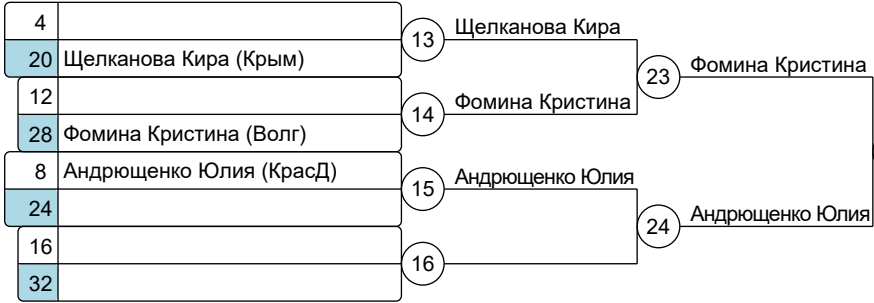 4
13
Щелканова Кира
20 Щелканова Кира (Крым)
23
Фомина Кристина
12
14
Фомина Кристина
28 Фомина Кристина (Волг)
8 Андрющенко Юлия (КрасД)
15
Андрющенко Юлия
24
24
Андрющенко Юлия
16
16
32